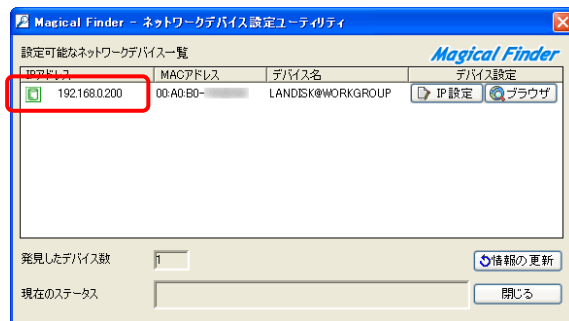 Magical Finder - ネットワークデバイス設定ユーティリティ
設定可能なネットワークデバイス一覧
Magical Finder
IPアドレス MACアドレス デバイス名 デバイス設定
192.168.0.200 00:A0:B0- LANDISK@WORKGROUP IP設定 ブラウザ
発見したデバイス数 1 情報の更新
現在のステータス 閉じる